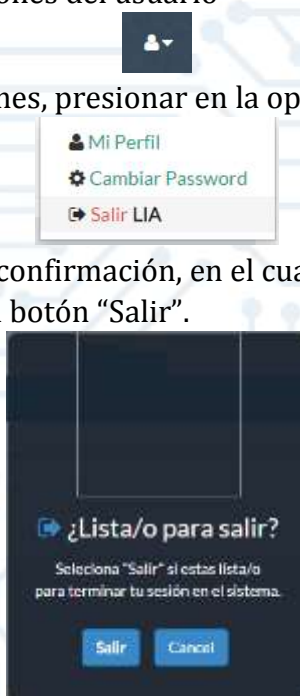 ones del usuario
nes, presionar en la op
Mi Perfil
Cambiar Password
Salir LIA
confirmación, en el cua
botón “Salir”.
¿Lista/o para salir?
Seleciona "Salir" si estas lista/o
para terminar tu sesión en el sistema.
Salir
Cancel